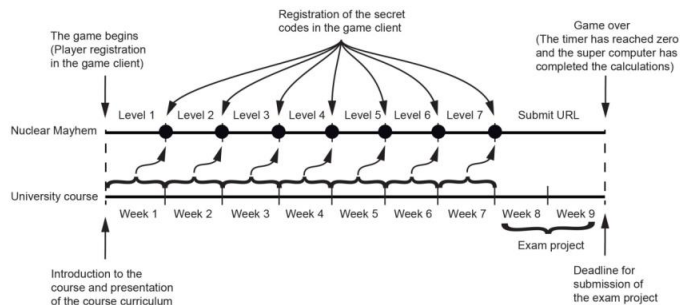 Registration of the secret
codes in the game client
The game begins
(Player registration
in the game client)
Game over
(The timer has reached zero
and the super computer has
completed the calculations)
Level 1 Level 2 Level 3 Level 4 Level 5 Level 6 Level 7 Submit URL
Nuclear Mayhem
University course
Week 1 Week 2 Week 3 Week 4 Week 5 Week 6 Week 7 Week 8 Week 9
Exam project
Introduction to the
course and presentation
of the course curriculum
Deadline for
submission of
the exam project